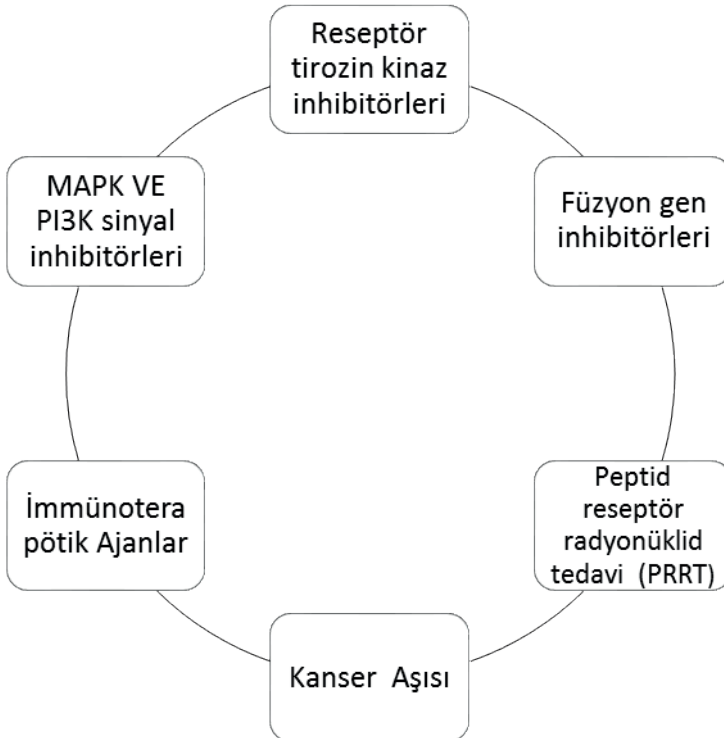 Reseptör
tirozin kinaz
inhibitörleri
Füzyon gen
inhibitörleri
Peptid
reseptör
radyonüklid
tedavi (PRRT)
Kanser Aşısı
İmmünotera
pötik Ajanlar
MAPK VE
PI3K sinyal
inhibitörleri